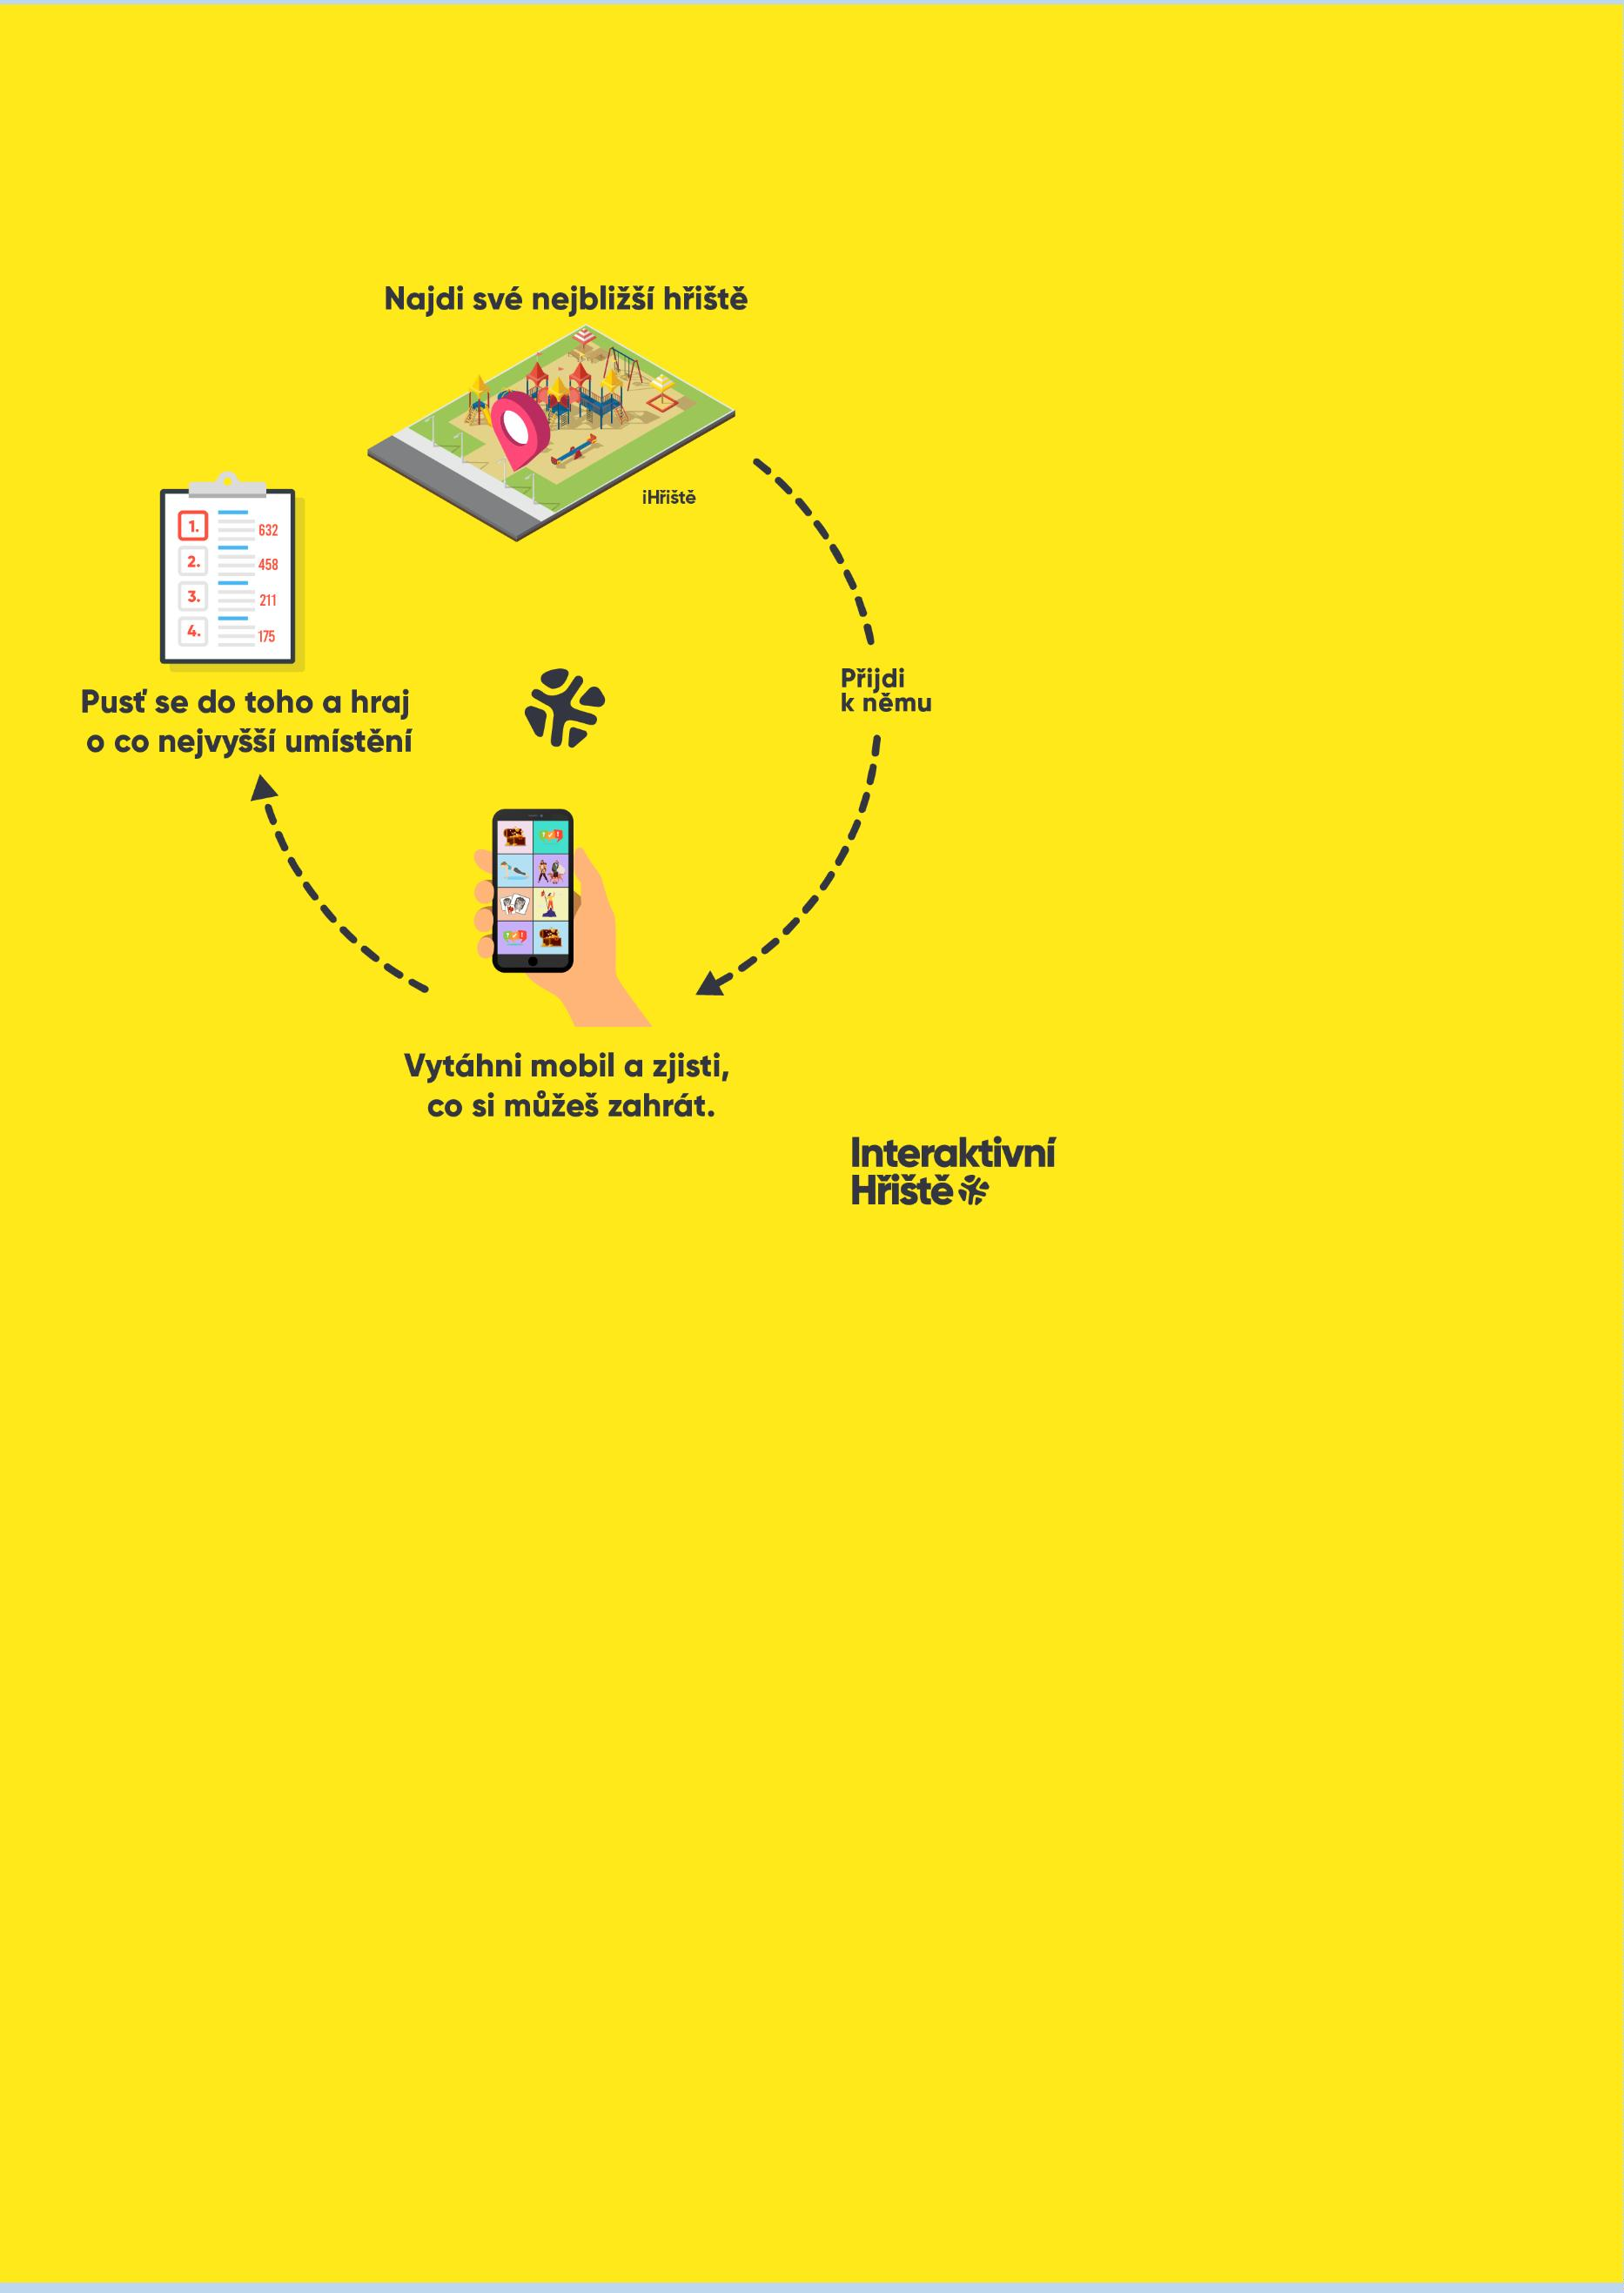 Najdi své nejbližší hřiště
iHřiště
1. 632
2. 458
3. 211
4. 175
Přijdi
k němu
Pusť se do toho a hraj
o co nejvyšší umístění
Vytáhni mobil a zjisti,
co si můžeš zahrát.
Interaktivní
Hřiště